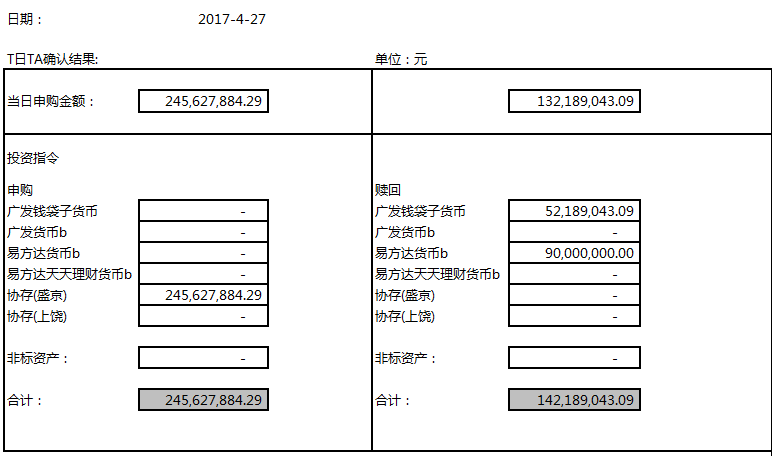 日期： 2017-4-27
T日TA确认结果: 单位：元
当日申购金额： 245,627,884.29 132,189,043.09
投资指令
申购 赎回
广发钱袋子货币 - 广发钱袋子货币 52,189,043.09
广发货币b - 广发货币b -
易方达货币b - 易方达货币b 90,000,000.00
易方达天天理财货币b - 易方达天天理财货币b -
协存(盛京) 245,627,884.29 协存(盛京) -
协存(上饶) - 协存(上饶) -
非标资产： - 非标资产： -
合计： 245,627,884.29 合计： 142,189,043.09